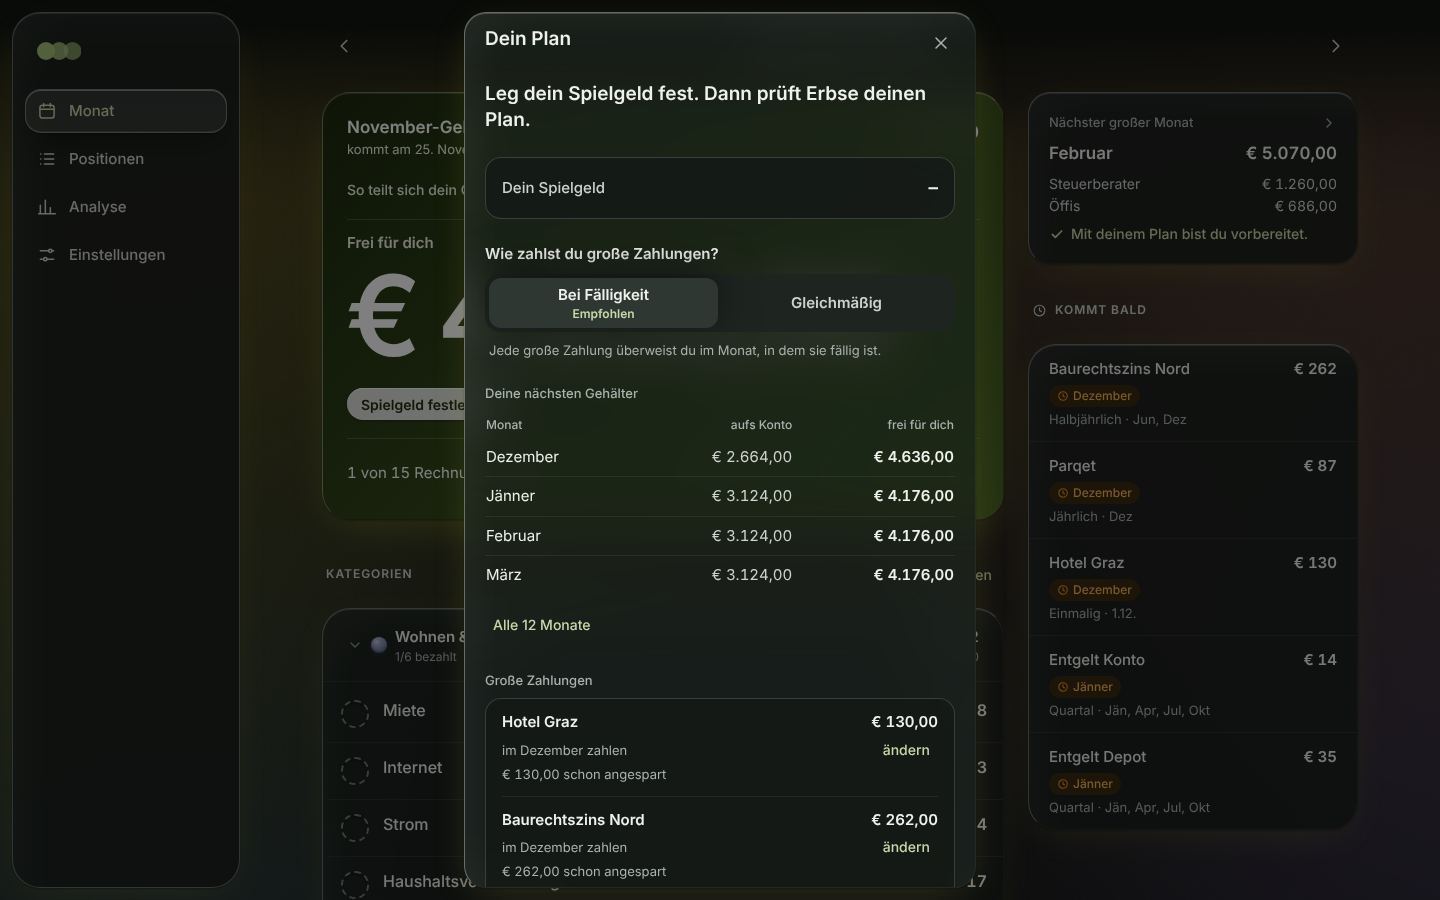 Monat
Positionen
Analyse
Einstellungen
kommt am 25.
So teilt sich dein
Frei für dich
€ 4
Spielgeld
1 von 15
KATEGORIEN
Wohnen
1/6 bezahlt
Miete
8
Internet
3
Strom
4
17
Dein Plan
Leg dein Spielgeld fest. Dann prüft Erbse deinen
Plan.
Dein Spielgeld –
Wie zahlst du große Zahlungen?
Bei Fälligkeit
Empfohlen
Gleichmäßig
Jede große Zahlung überweist du im Monat, in dem sie fällig ist.
Deine nächsten Gehälter
Monat aufs Konto frei für dich
Dezember € 2.664,00 € 4.636,00
Jänner € 3.124,00 € 4.176,00
Februar € 3.124,00 € 4.176,00
März € 3.124,00 € 4.176,00
Alle 12 Monate
Große Zahlungen
Hotel Graz € 130,00
im Dezember zahlen ändern
€ 130,00 schon angespart
Baurechtszins Nord € 262,00
im Dezember zahlen ändern
€ 262,00 schon angespart
Nächster großer Monat
Februar € 5.070,00
Steuerberater € 1.260,00
Öffis € 686,00
Mit deinem Plan bist du vorbereitet.
KOMMT BALD
Baurechtszins Nord € 262
Dezember
Halbjährlich · Jun, Dez
Parqet € 87
Dezember
Jährlich · Dez
Hotel Graz € 130
Dezember
Einmalig · 1.12.
Entgelt Konto € 14
Jänner
Quartal · Jän, Apr, Jul, Okt
Entgelt Depot € 35
Jänner
Quartal · Jän, Apr, Jul, Okt